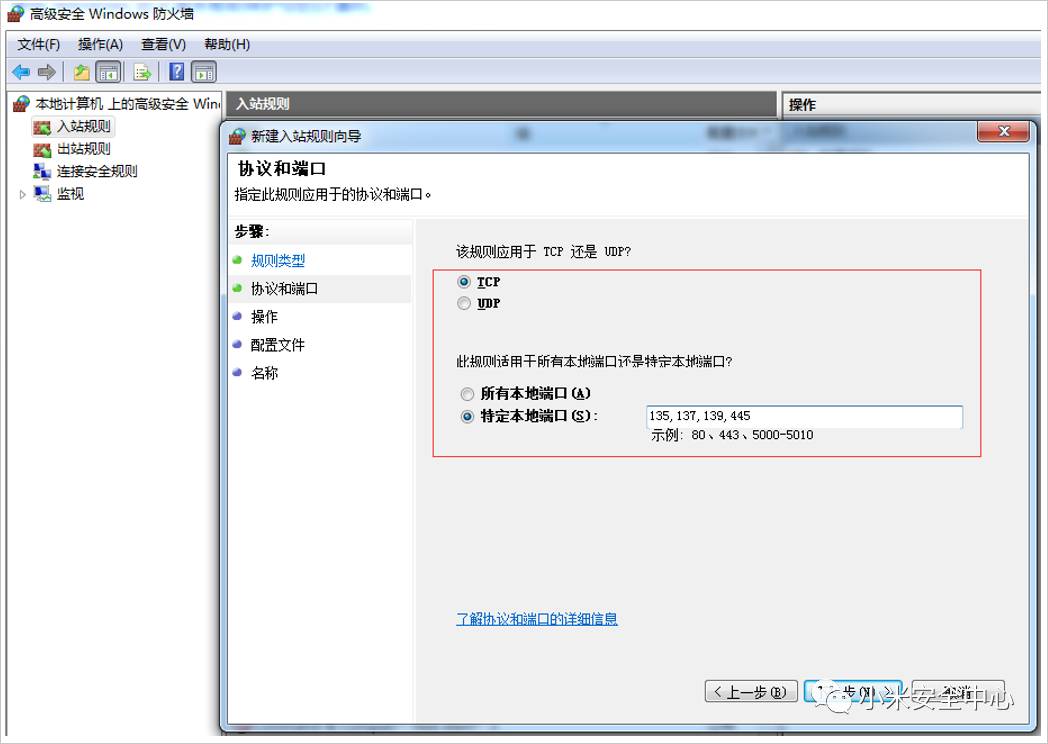 高级安全 Windows 防火墙
文件(F) 操作(A) 查看(V) 帮助(H)
本地计算机 上的高级安全 Win
入站规则
出站规则
连接安全规则
监视
入站规则
操作
新建入站规则向导
协议和端口
指定此规则应用于的协议和端口。
步骤:
规则类型
协议和端口
操作
配置文件
名称
该规则应用于 TCP 还是 UDP?
TCP
UDP
此规则适用于所有本地端口还是特定本地端口?
所有本地端口(A)
特定本地端口(S):
135,137,139,445
示例: 80、443、5000-5010
了解协议和端口的详细信息
<上一步(B)
步(N) >
取消
小米安全中心